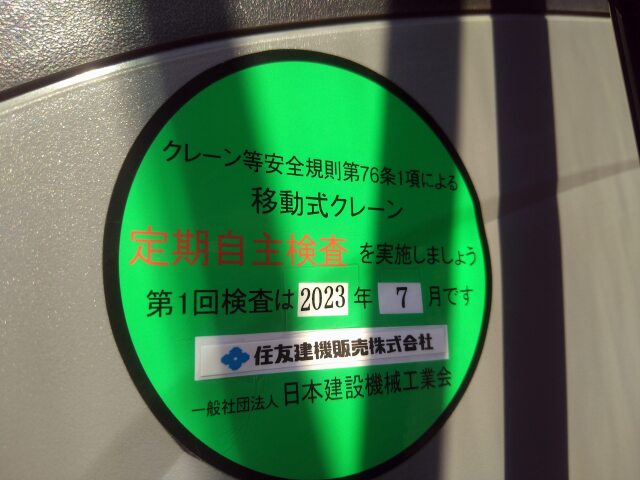 クレーン等安全規則第76条1項による
移動式クレーン
定期自主検査を実施しましょう
第1回検査は2023年7月です
住友建機販売株式会社
一般社団法人日本建設機械工業会